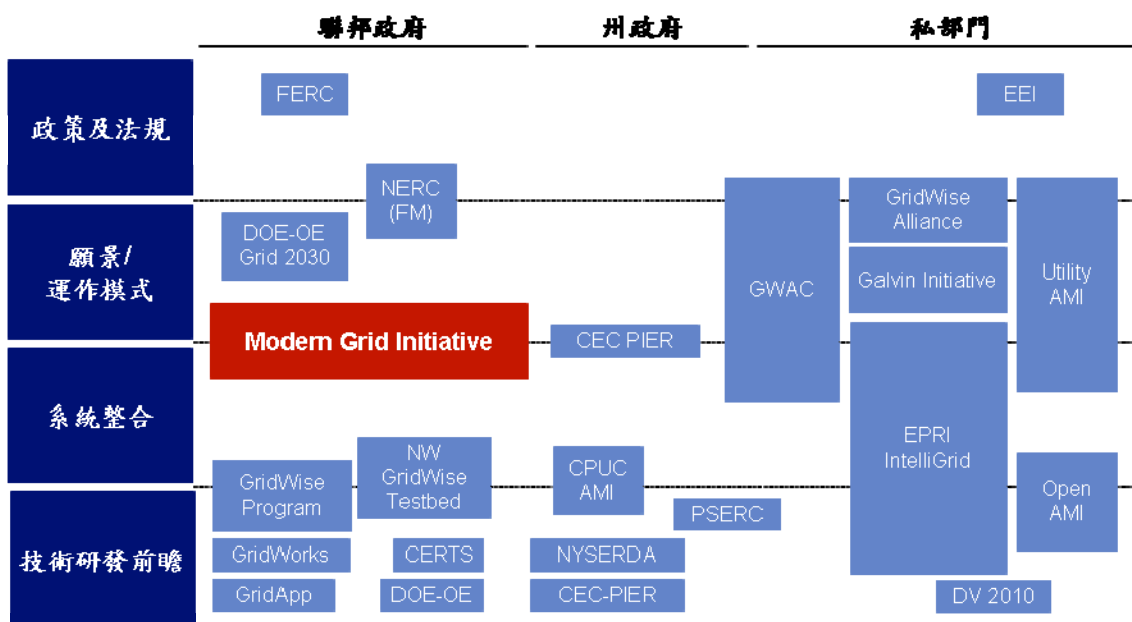 聯邦政府
州政府
私部門
政策及法規
FERC
EEI
NERC
(FM)
GridWise
Alliance
願景/
運作模式
DOE-OE
Grid 2030
GWAC
Galvin Initiative
Utility
AMI
Modern Grid Initiative
CEC PIER
系統整合
EPRI
IntelliGrid
GridWise
Program
NW
GridWise
Testbed
CPUC
AMI
PSERC
Open
AMI
技術研發前瞻
GridWorks
CERTS
NYSERDA
GridApp
DOE-OE
CEC-PIER
DV 2010